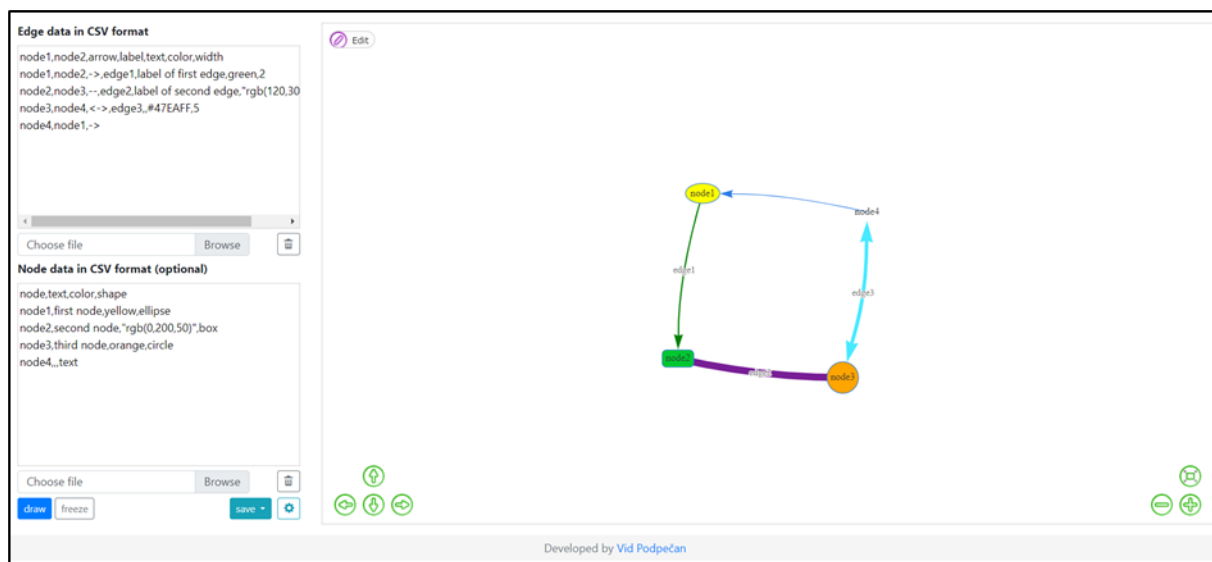 Edge data in CSV format
node1,node2,arrow,label,text,color,width
node1,node2,->,edge1,label of first edge,green,2
node2,node3,--,edge2,label of second edge,"rgb(120,30
node3,node4,<->,edge3,,#47EAFF,5
node4,node1,->
Choose file
Browse
Node data in CSV format (optional)
node,text,color,shape
node1,first node,yellow,ellipse
node2,second node,"rgb(0,200,50)",box
node3,third node,orange,circle
node4,,,text
Choose file
Browse
draw
freeze
save
Edit
node1
node4
edge1
edge3
node2
edge2
node3
Developed by Vid Podpečan